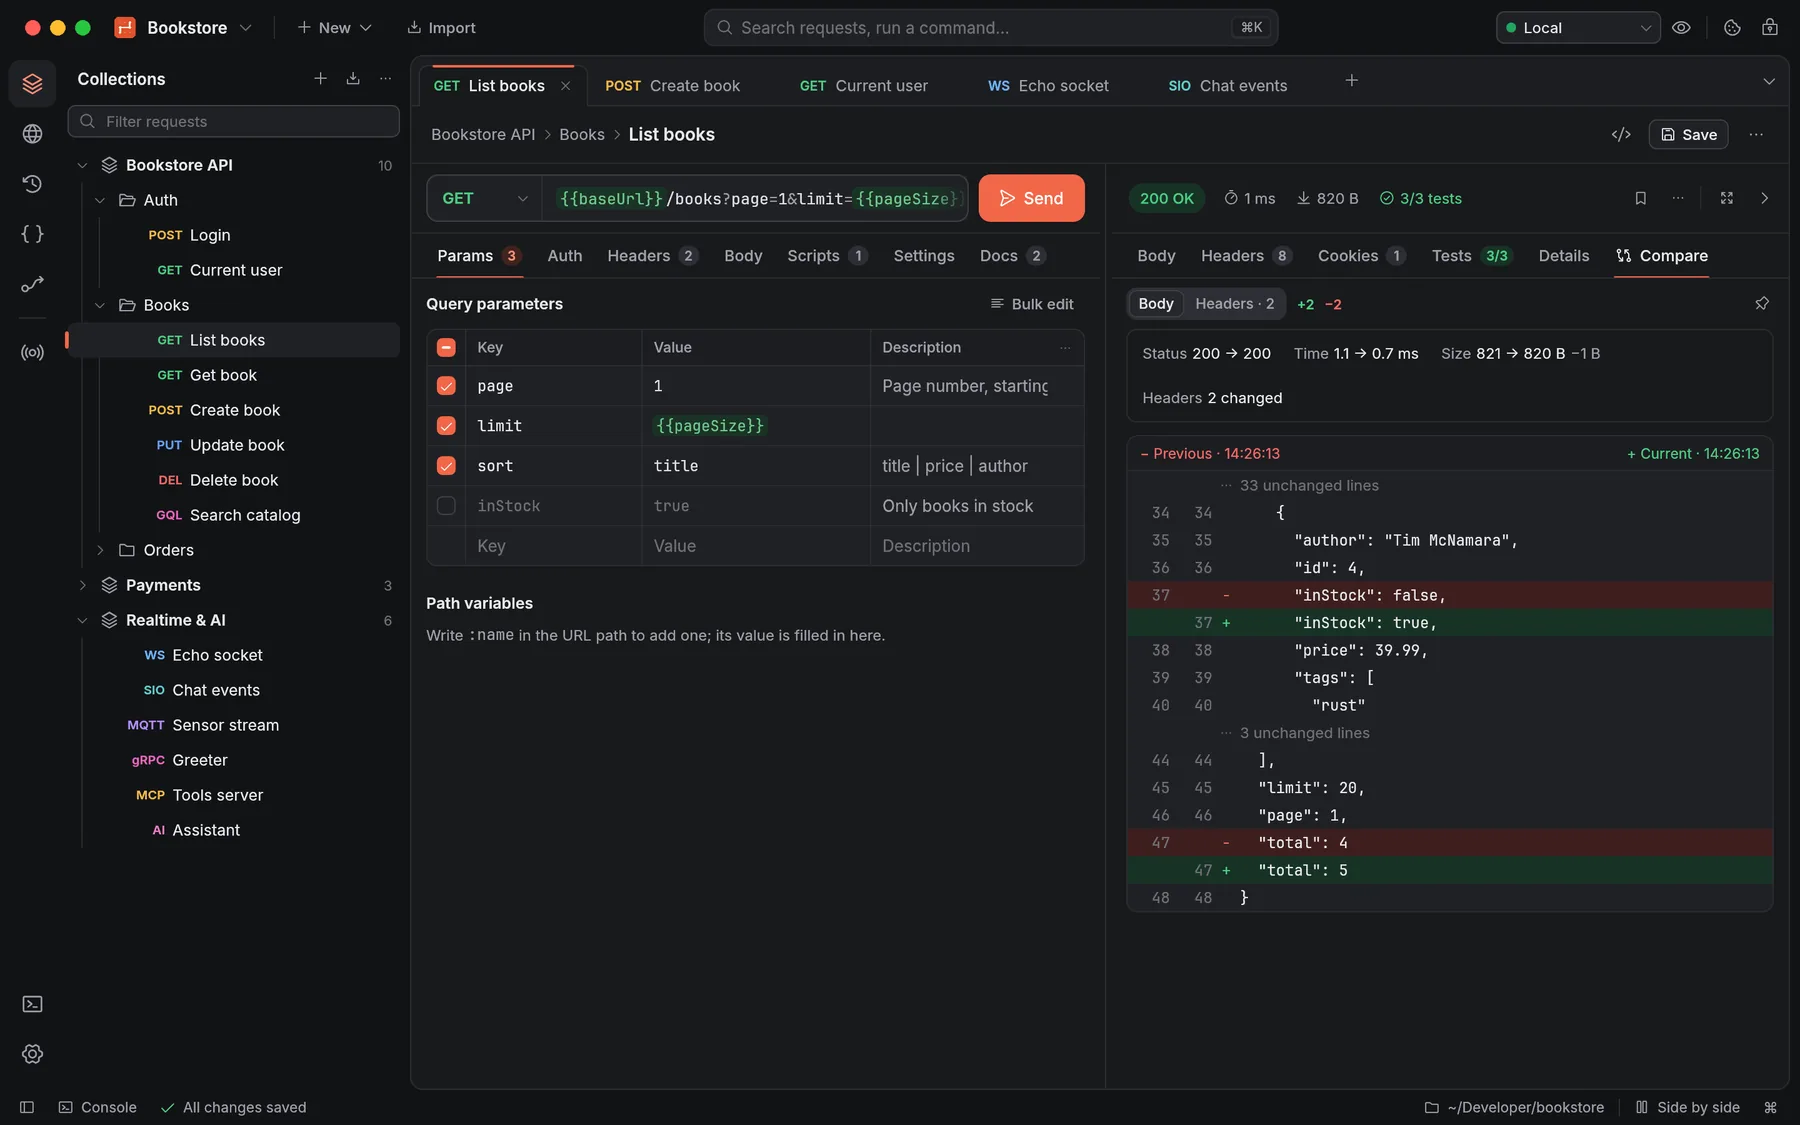 Bookstore
New
Import
Search requests, run a command...
⌘K
Local
Collections
Filter requests
Bookstore API 10
Auth
POST Login
GET Current user
Books
GET List books
GET Get book
POST Create book
PUT Update book
DEL Delete book
GQL Search catalog
Orders
Payments 3
Realtime & AI 6
WS Echo socket
SIO Chat events
MQTT Sensor stream
gRPC Greeter
MCP Tools server
AI Assistant
GET List books
POST Create book
GET Current user
WS Echo socket
SIO Chat events
Bookstore API > Books > List books
</> Save
GET {{baseUrl}}/books?page=1&limit={{pageSize}}
Send
Params 3 Auth Headers 2 Body Scripts 1 Settings Docs 2
Query parameters
Bulk edit
Key Value Description
page 1 Page number, starting
limit {{pageSize}}
sort title title | price | author
inStock true Only books in stock
Key Value Description
Path variables
Write :name in the URL path to add one; its value is filled in here.
200 OK 1 ms 820 B 3/3 tests
Body Headers 8 Cookies 1 Tests 3/3 Details Compare
Body Headers · 2 +2 −2
Status 200 → 200 Time 1.1 → 0.7 ms Size 821 → 820 B −1 B
Headers 2 changed
− Previous · 14:26:13 + Current · 14:26:13
··· 33 unchanged lines
34 34 {
35 35 "author": "Tim McNamara",
36 36 "id": 4,
37 - "inStock": false,
37 + "inStock": true,
38 38 "price": 39.99,
39 39 "tags": [
40 40 "rust"
··· 3 unchanged lines
44 44 ],
45 45 "limit": 20,
46 46 "page": 1,
47 - "total": 4
47 + "total": 5
48 48 }
Console
All changes saved
~/Developer/bookstore
Side by side
⌘